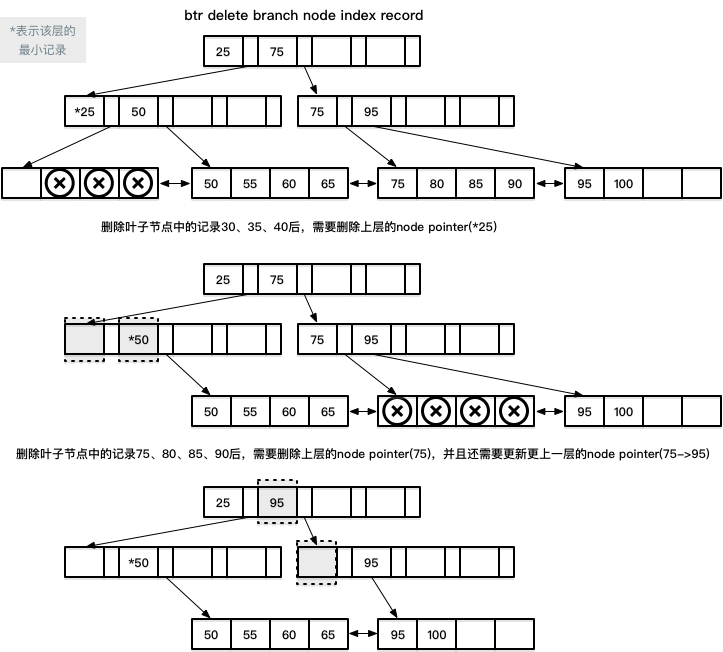 btr delete branch node index record
*表示该层的
最小记录
25 75
*25 50 75 95
50 55 60 65 75 80 85 90 95 100
删除叶子节点中的记录30、35、40后，需要删除上层的node pointer(*25)
25 75
*50 75 95
50 55 60 65 95 100
删除叶子节点中的记录75、80、85、90后，需要删除上层的node pointer(75)，并且还需要更新更上一层的node pointer(75->95)
25 95
*50 95
50 55 60 65 95 100